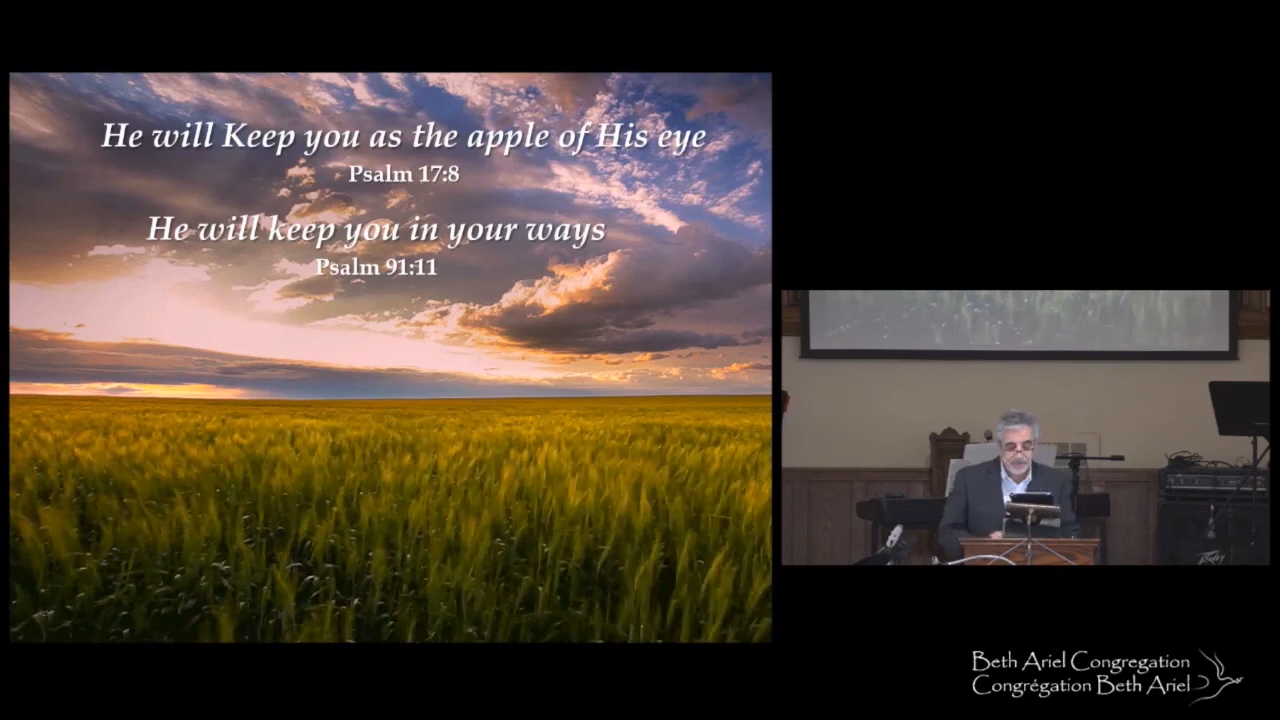 He will Keep you as the apple of His eye
Psalm 17:8
He will keep you in your ways
Psalm 91:11
Peavey
Beth Ariel Congregation
Congrégation Beth Ariel